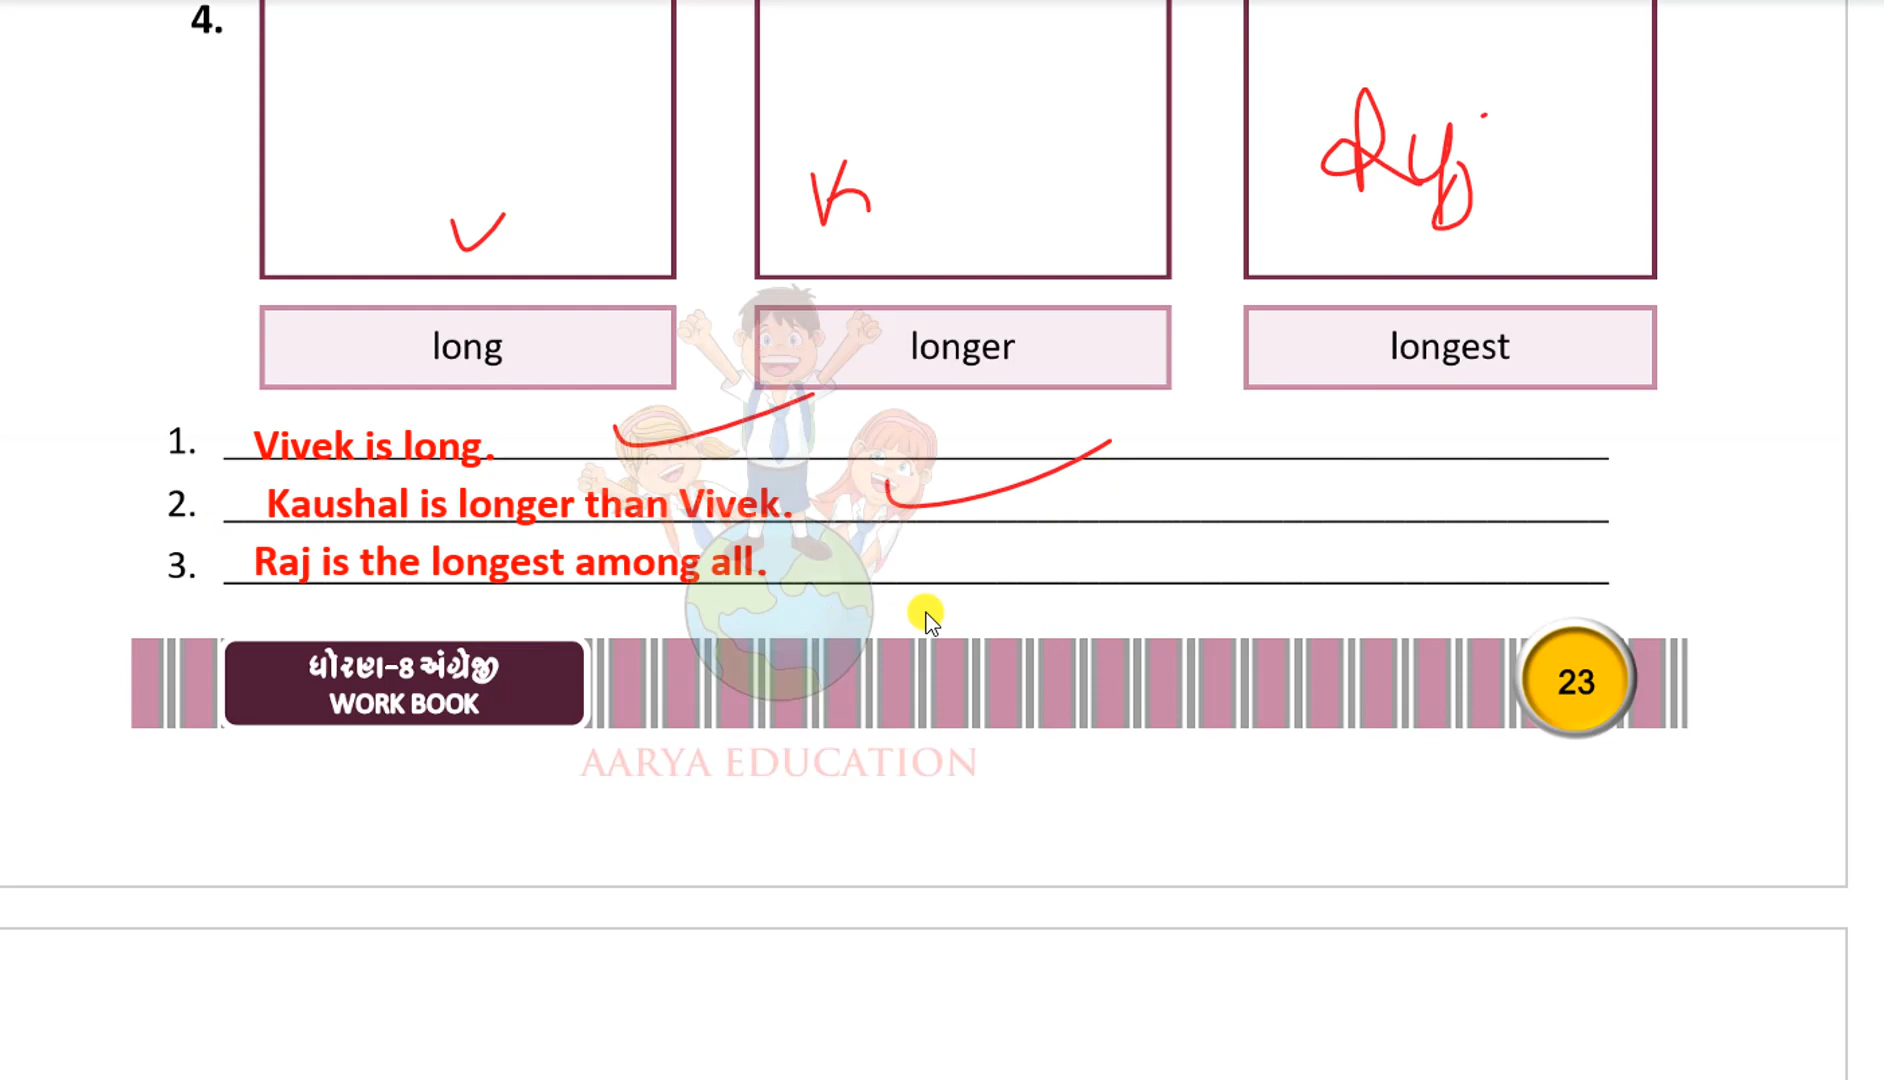 4.
V
K
Raj
long
longer
longest
1. Vivek is long.
2. Kaushal is longer than Vivek.
3. Raj is the longest among all.
ધોરણ-8 અંગ્રેજી
WORK BOOK
23
AARYA EDUCATION